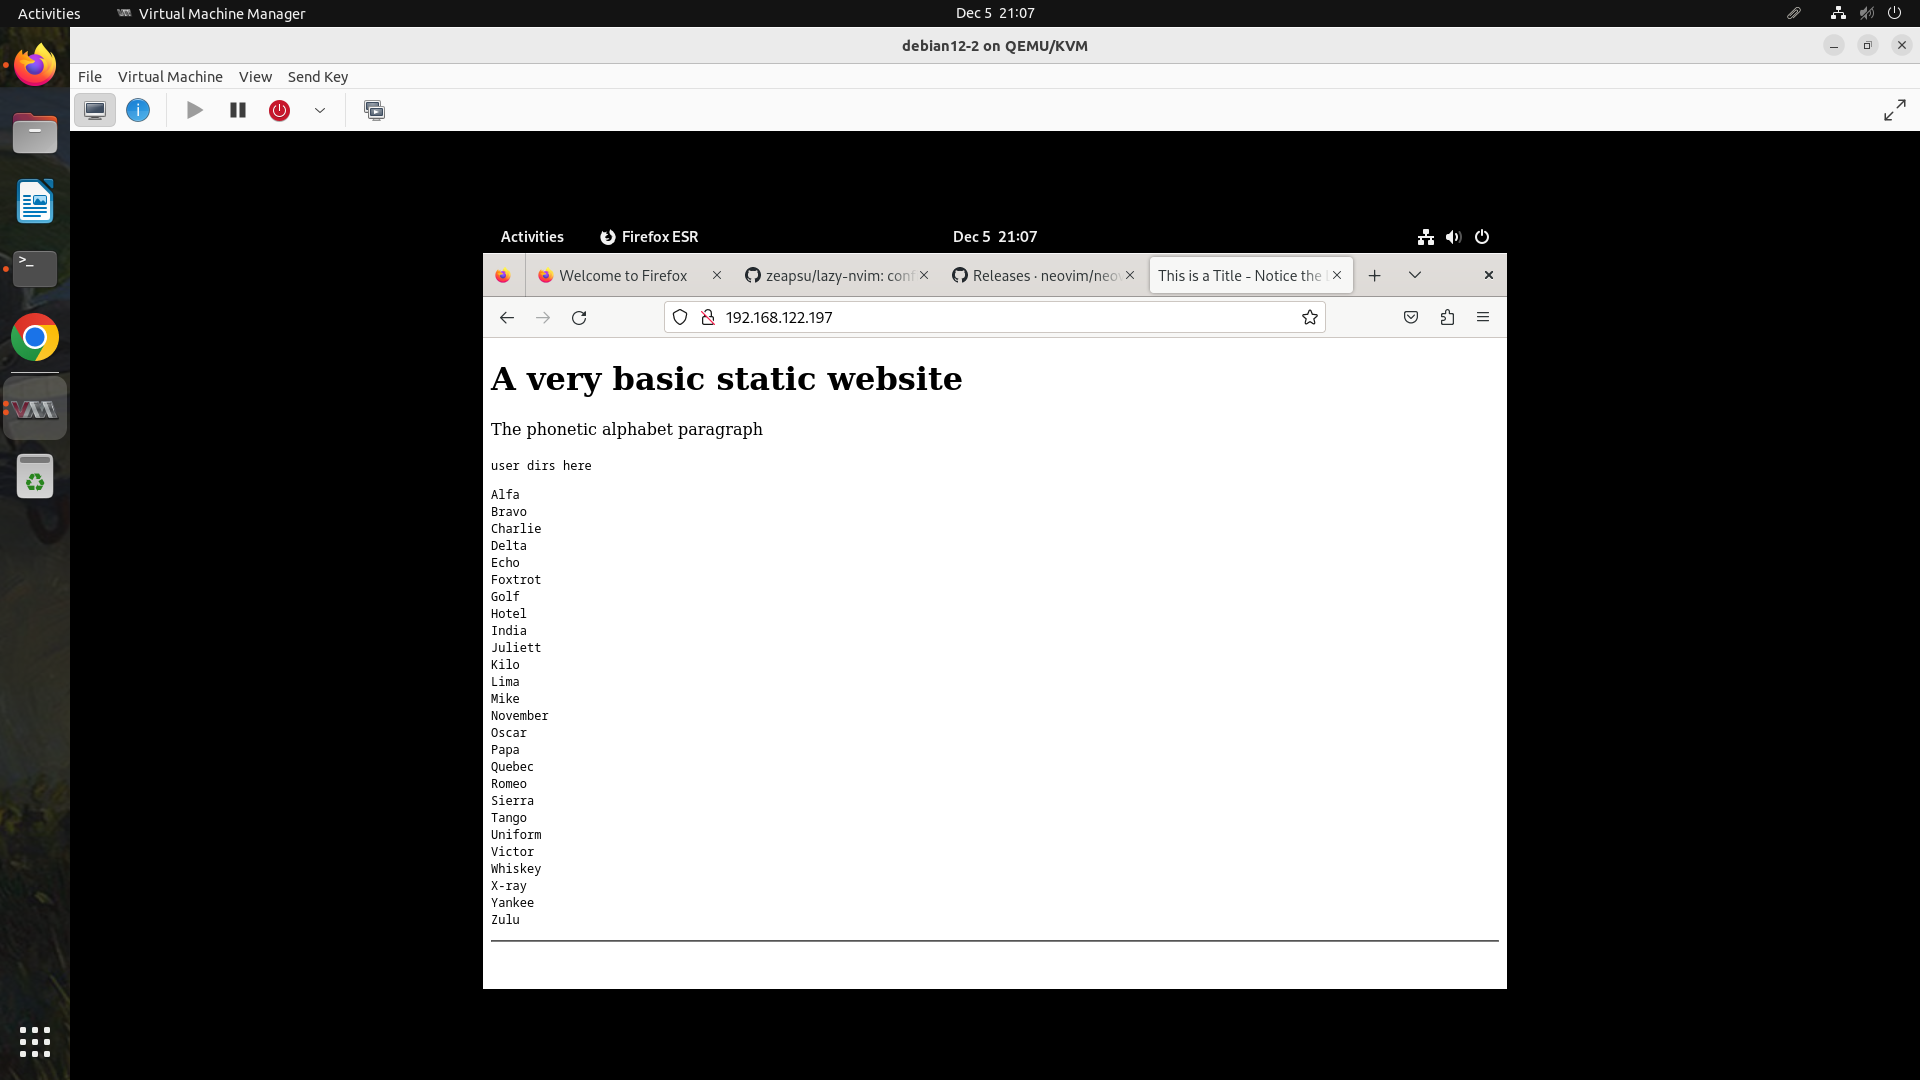 Activities Virtual Machine Manager Dec 5 21:07
debian12-2 on QEMU/KVM
File Virtual Machine View Send Key
Activities Firefox ESR Dec 5 21:07
Welcome to Firefox zeapsu/lazy-nvim: conf Releases · neovim/neov This is a Title - Notice the
192.168.122.197
A very basic static website
The phonetic alphabet paragraph
user dirs here
Alfa
Bravo
Charlie
Delta
Echo
Foxtrot
Golf
Hotel
India
Juliett
Kilo
Lima
Mike
November
Oscar
Papa
Quebec
Romeo
Sierra
Tango
Uniform
Victor
Whiskey
X-ray
Yankee
Zulu